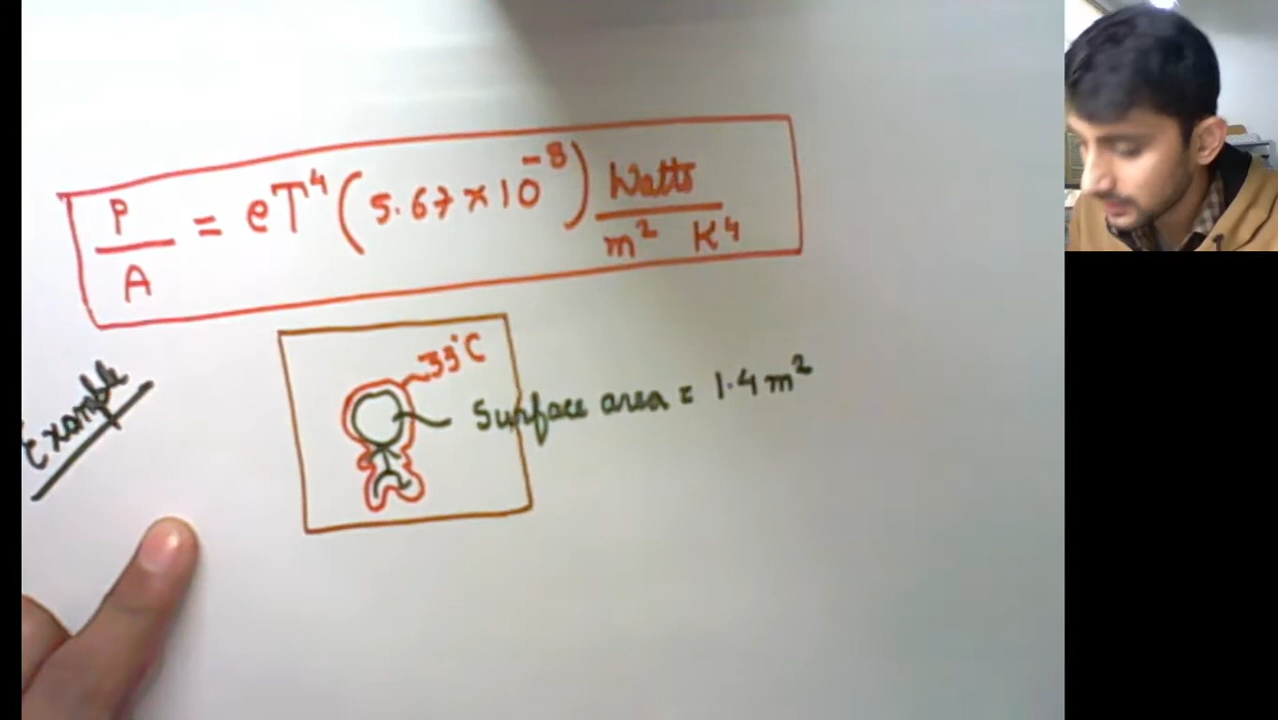 P/A = eT⁴ (5.67 × 10⁻⁸) Watts/m² K⁴
33°C
Surface area = 1.4 m²
Example